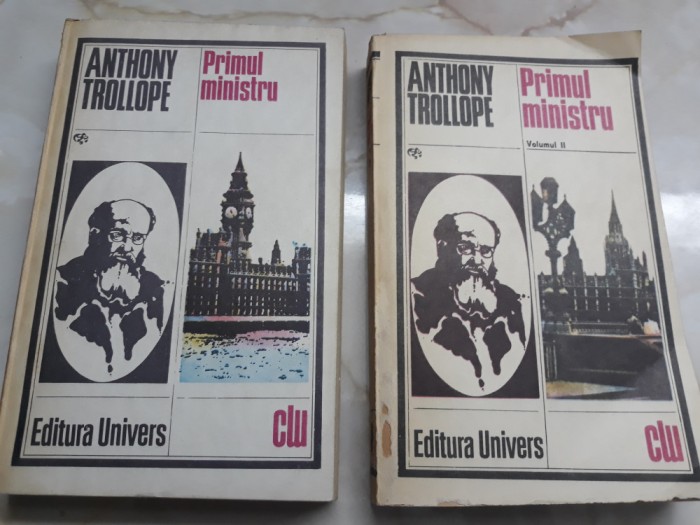 ANTHONY
TROLLOPE
Primul
ministru
Editura Univers
clu
ANTHONY
TROLLOPE
Primul
ministru
Volumul II
Editura Univers
clu